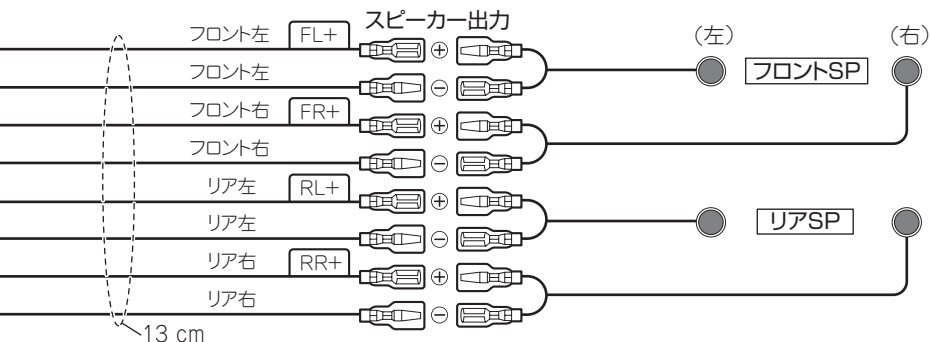 スピーカー出力
フロント左 FL+ ⊕ (左) フロントSP (右)
フロント左 ⊖
フロント右 FR+ ⊕
フロント右 ⊖
リア左 RL+ ⊕ リアSP
リア左 ⊖
リア右 RR+ ⊕
リア右 ⊖
13 cm